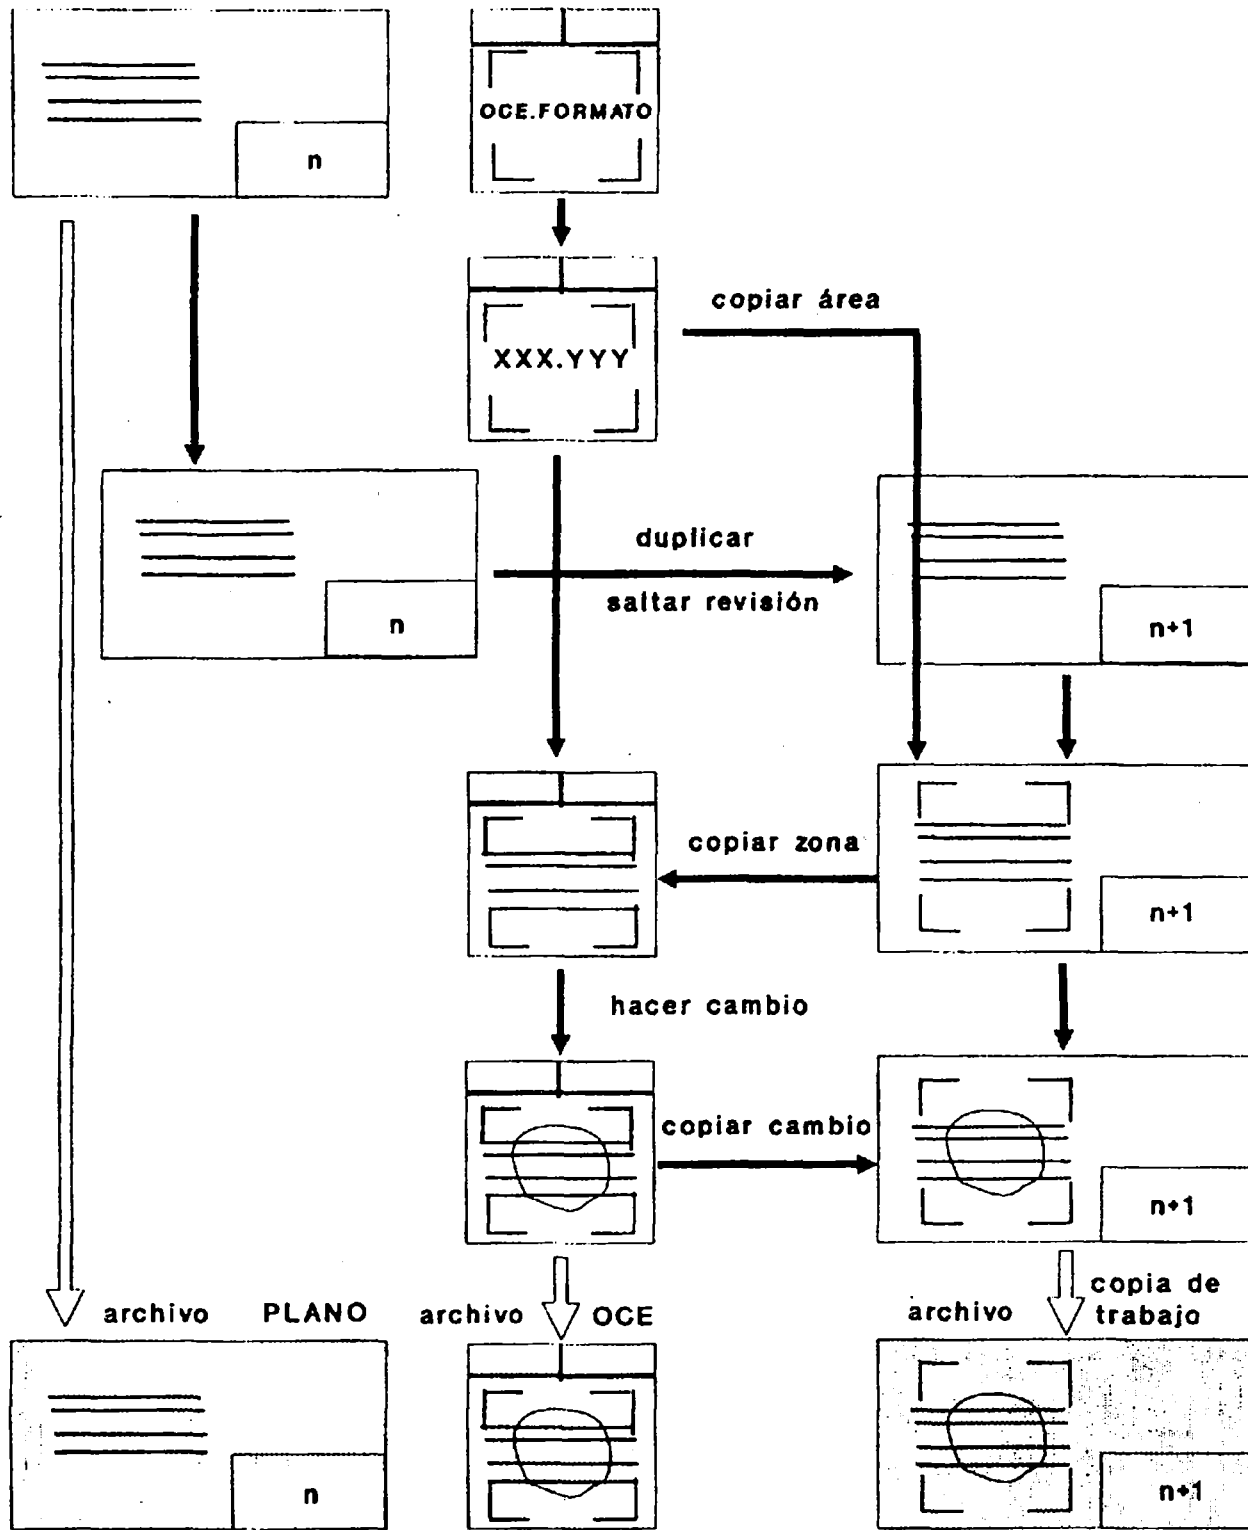 OCE.FORMATO
n
copiar área
XXX.YYY
duplicar
saltar revisión
n
n+1
copiar zona
n+1
hacer cambio
copiar cambio
n+1
archivo PLANO
archivo OCE
archivo
copia de
trabajo
n
n+1